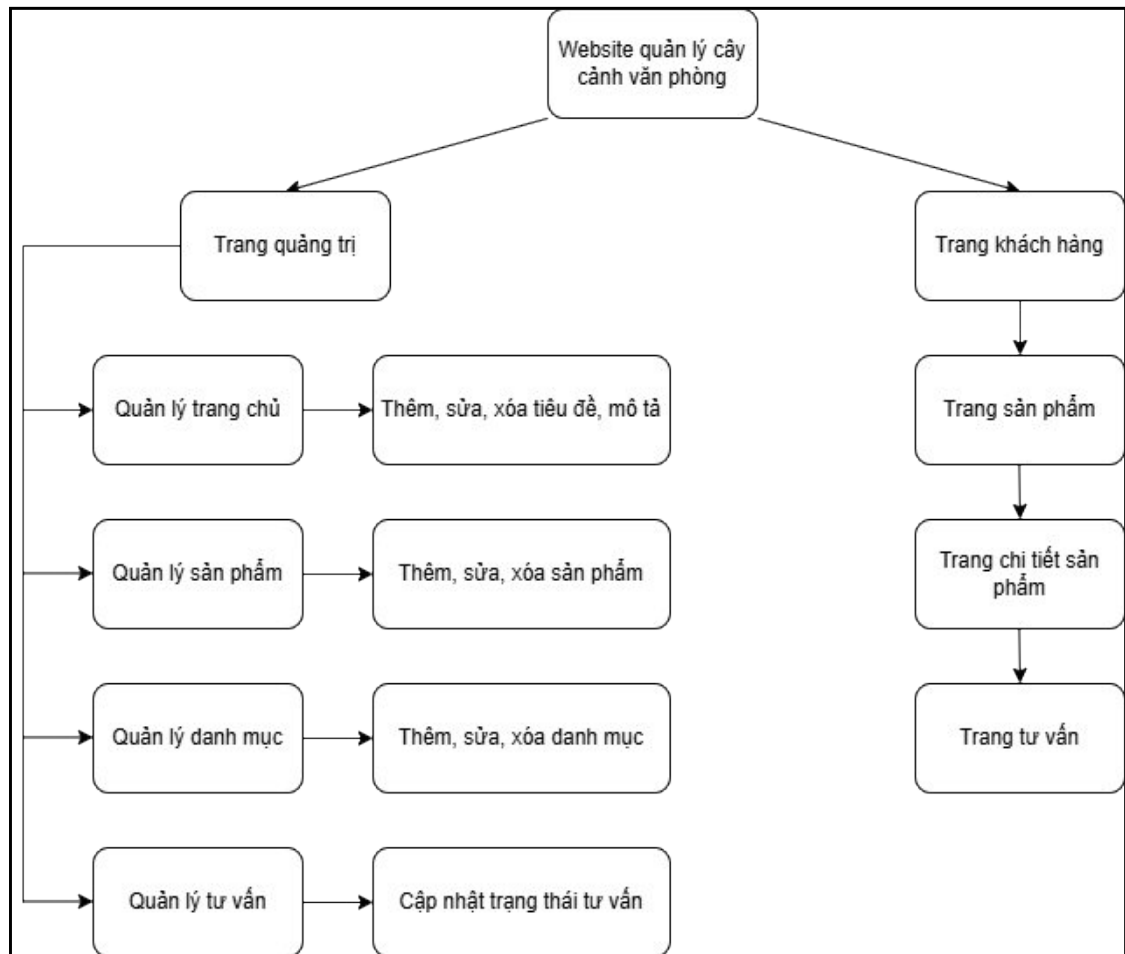 Website quản lý cây
cảnh văn phòng
Trang quảng trị
Trang khách hàng
Quản lý trang chủ
Thêm, sửa, xóa tiêu đề, mô tả
Trang sản phẩm
Quản lý sản phẩm
Thêm, sửa, xóa sản phẩm
Trang chi tiết sản
phẩm
Quản lý danh mục
Thêm, sửa, xóa danh mục
Trang tư vấn
Quản lý tư vấn
Cập nhật trạng thái tư vấn